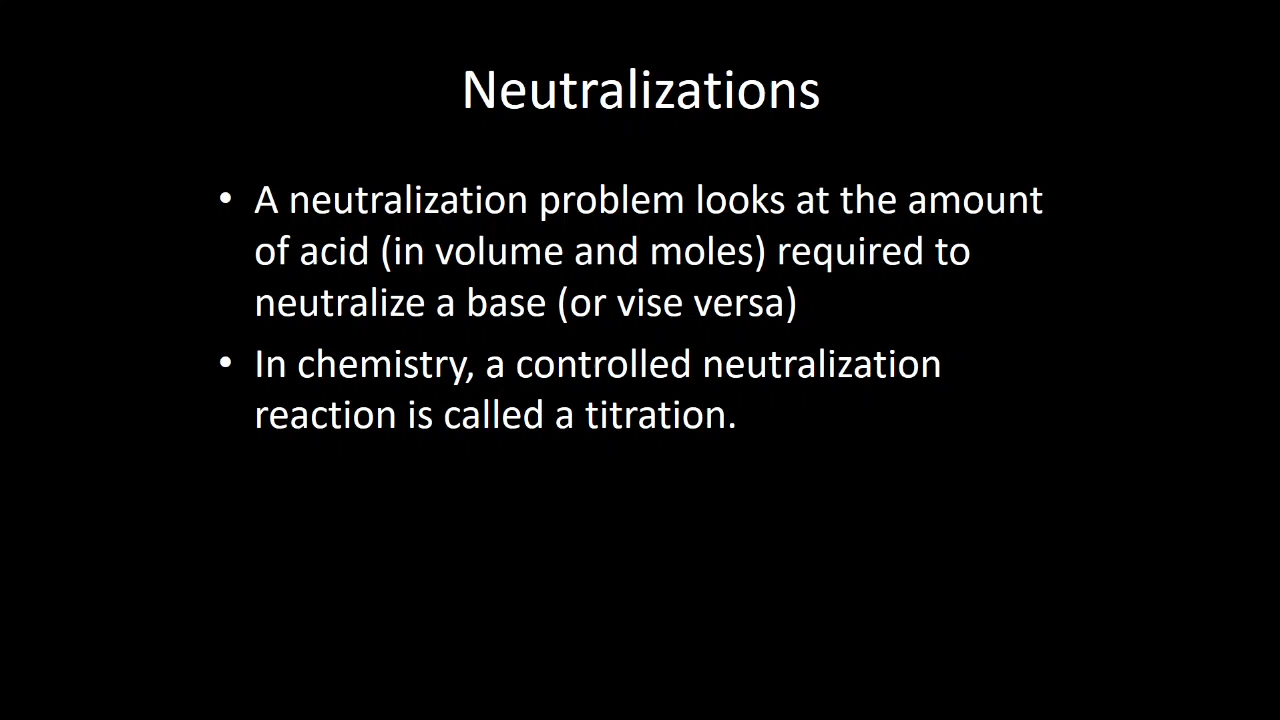 Neutralizations
• A neutralization problem looks at the amount
of acid (in volume and moles) required to
neutralize a base (or vise versa)
• In chemistry, a controlled neutralization
reaction is called a titration.